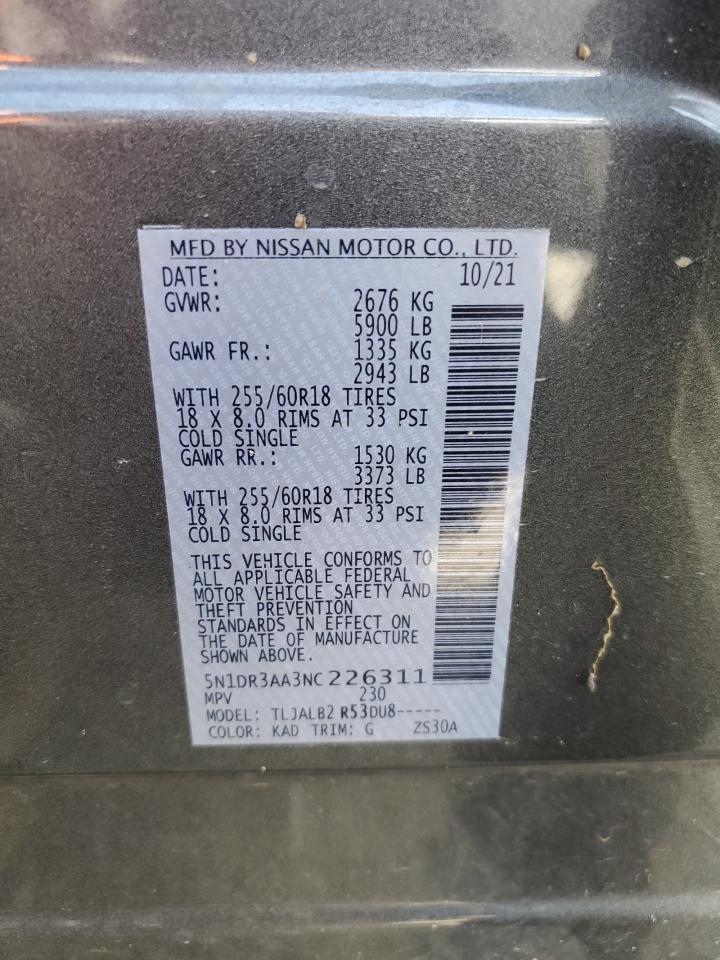 MFD BY NISSAN MOTOR CO., LTD.
DATE: 10/21
GVWR: 2676 KG
5900 LB
GAWR FR.: 1335 KG
2943 LB
WITH 255/60R18 TIRES
18 X 8.0 RIMS AT 33 PSI
COLD SINGLE
GAWR RR.: 1530 KG
3373 LB
WITH 255/60R18 TIRES
18 X 8.0 RIMS AT 33 PSI
COLD SINGLE
THIS VEHICLE CONFORMS TO
ALL APPLICABLE FEDERAL
MOTOR VEHICLE SAFETY AND
THEFT PREVENTION
STANDARDS IN EFFECT ON
THE DATE OF MANUFACTURE
SHOWN ABOVE.
5N1DR3AA3NC226311
MPV 230
MODEL: TLJALB2 R53DU8-----
COLOR: KAD TRIM: G ZS30A